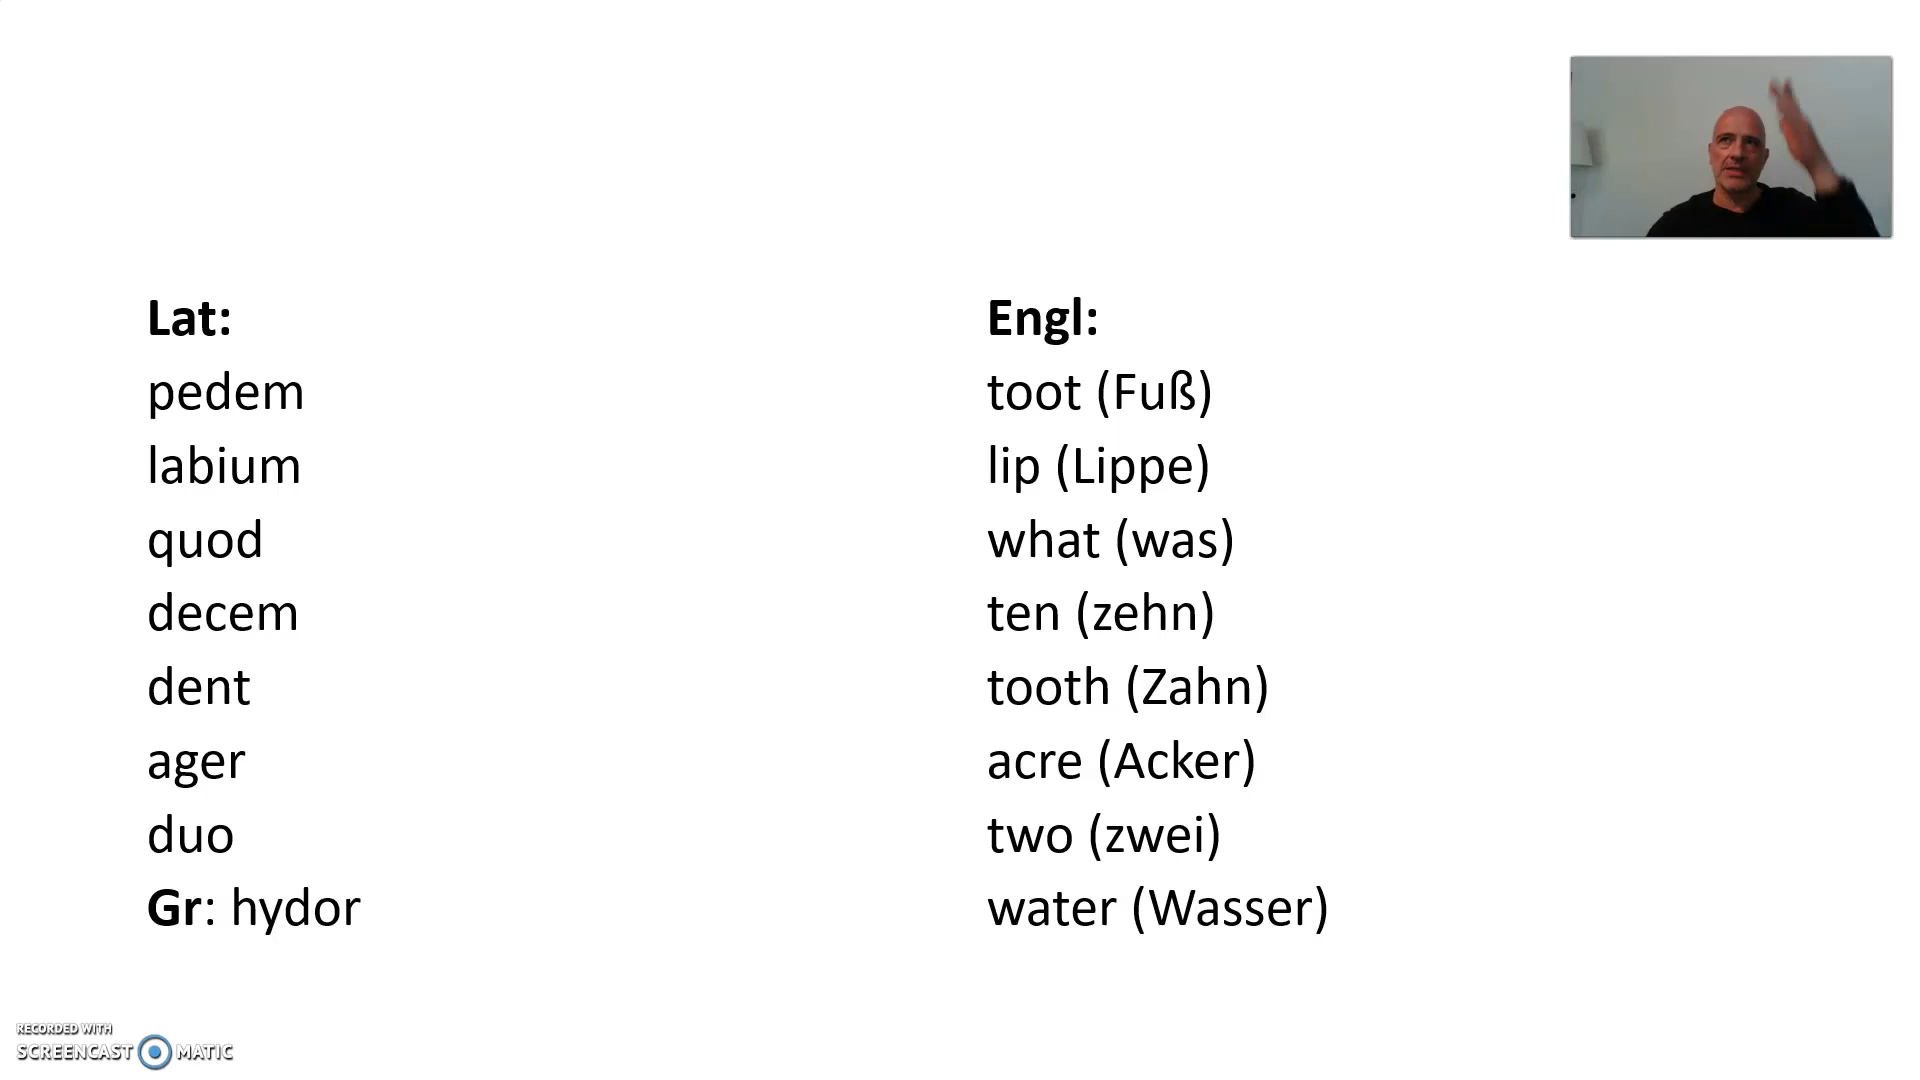 Lat:
pedem
labium
quod
decem
dent
ager
duo
Gr: hydor
Engl:
toot (Fuß)
lip (Lippe)
what (was)
ten (zehn)
tooth (Zahn)
acre (Acker)
two (zwei)
water (Wasser)
RECORDED WITH
SCREENCAST MATIC